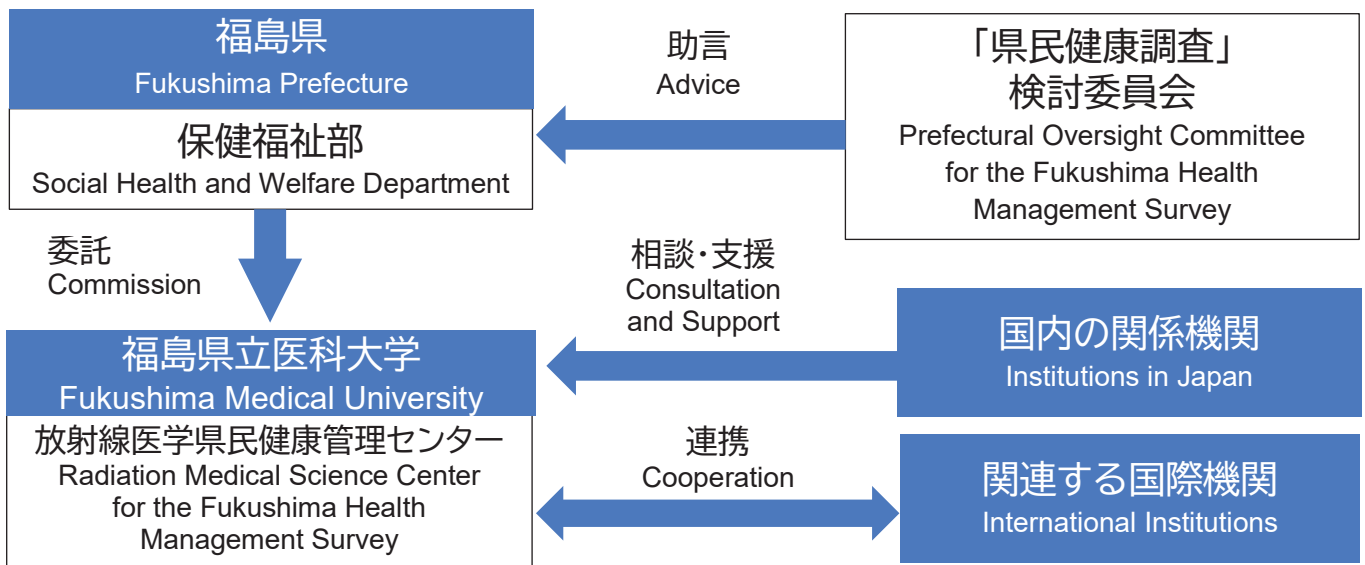 福島県
Fukushima Prefecture
保健福祉部
Social Health and Welfare Department
助言
Advice
「県民健康調査」
検討委員会
Prefectural Oversight Committee
for the Fukushima Health
Management Survey
委託
Commission
相談・支援
Consultation
and Support
国内の関係機関
Institutions in Japan
福島県立医科大学
Fukushima Medical University
放射線医学県民健康管理センター
Radiation Medical Science Center
for the Fukushima Health
Management Survey
連携
Cooperation
関連する国際機関
International Institutions